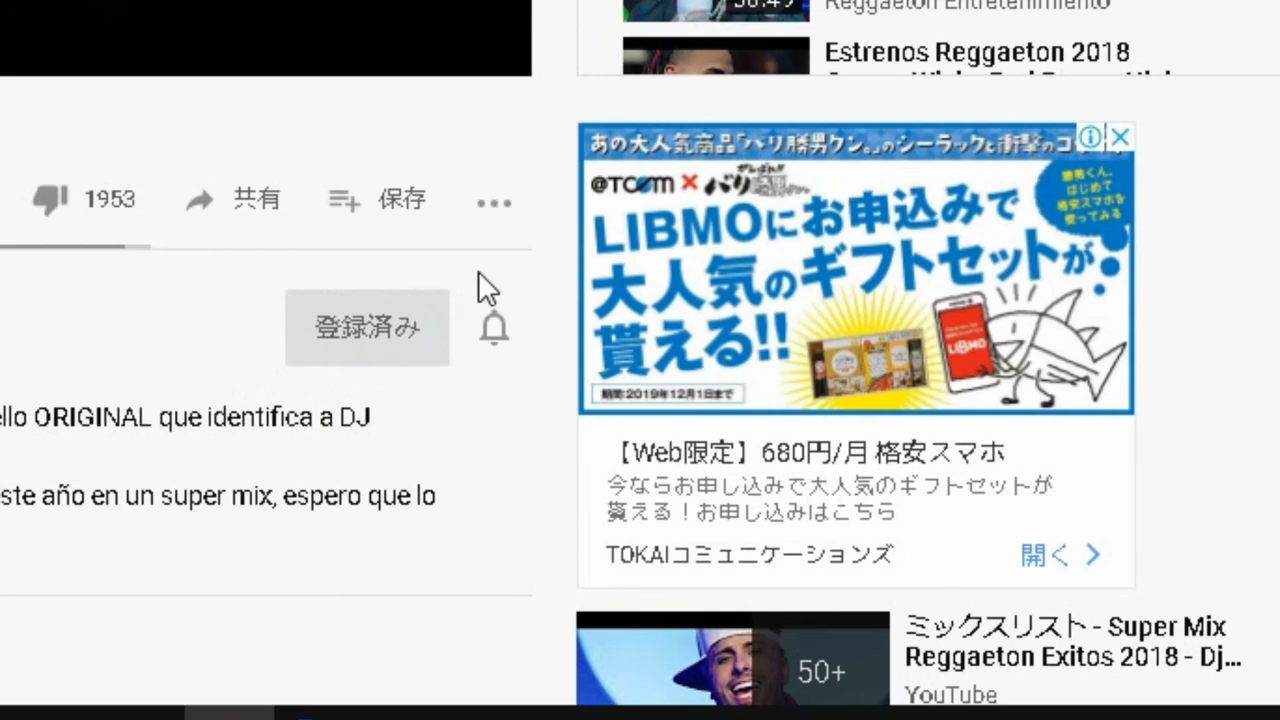 38:49
Reggaeton Entretenimiento
Estrenos Reggaeton 2018
1953
共有
保存
登録済み
ello ORIGINAL que identifica a DJ
este año en un super mix, espero que lo
あの大人気商品「バリ勝男クン。」のシーラックと衝撃のコ
@TCOM × バリ
勝男くん、
はじめて
格安スマホを
使ってみる
LIBMOにお申込みで
大人気のギフトセットが
貰える!!
LIBMO
期間:2019年12月1日まで
【Web限定】680円/月 格安スマホ
今ならお申し込みで大人気のギフトセットが
貰える！お申し込みはこちら
TOKAIコミュニケーションズ
開く
50+
ミックスリスト - Super Mix
Reggaeton Exitos 2018 - Dj...
YouTube